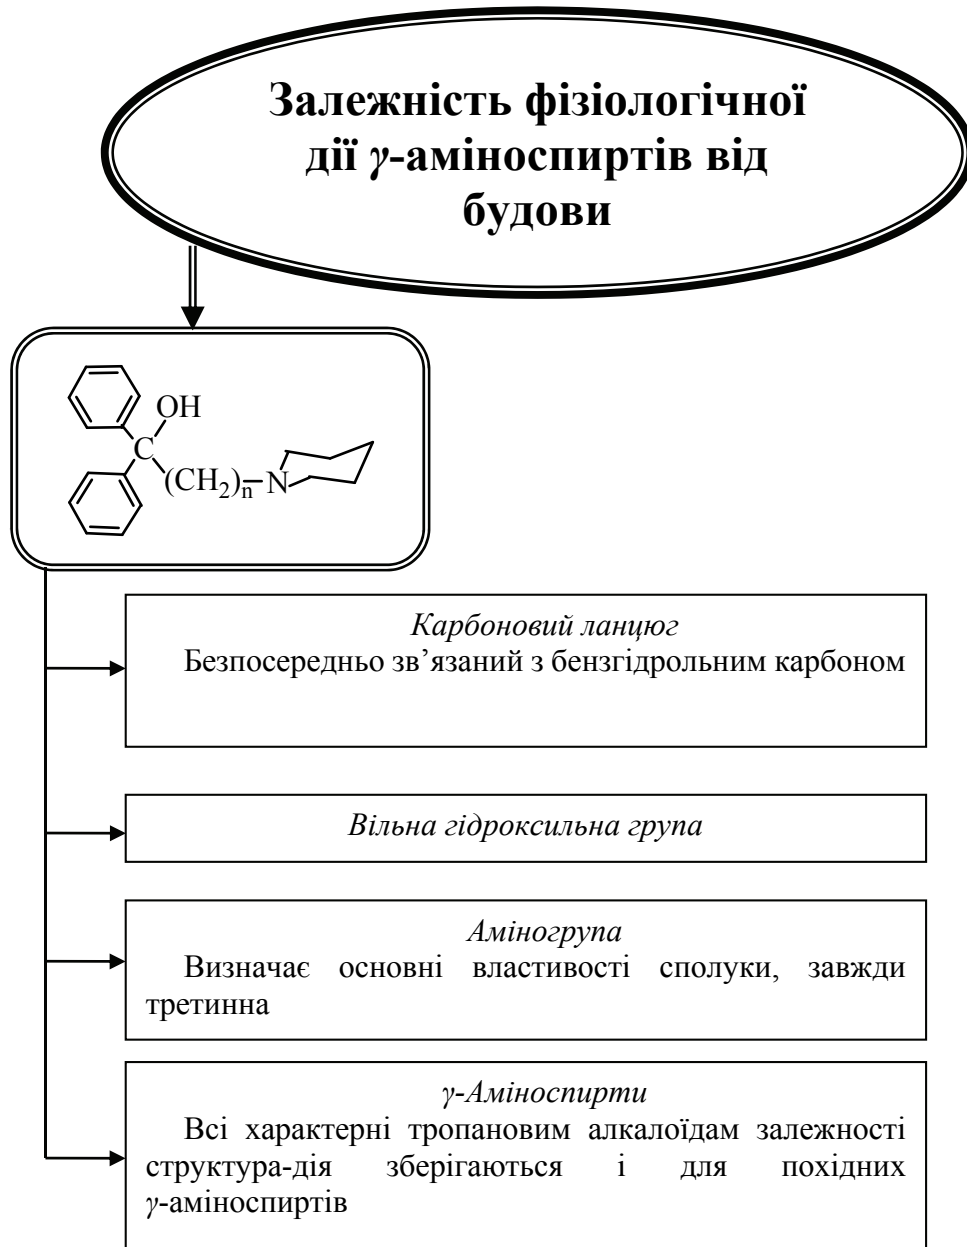 Залежність фізіологічної
дії γ-аміноспиртів від
будови
OH
C
(CH₂)ₙ N
Карбоновий ланцюг
Безпосередньо зв’язаний з бензгідрольним карбоном
Вільна гідроксильна група
Аміногрупа
Визначає основні властивості сполуки, завжди
третинна
γ-Аміноспирти
Всі характерні тропановим алкалоїдам залежності
структура-дія зберігаються і для похідних
γ-аміноспиртів